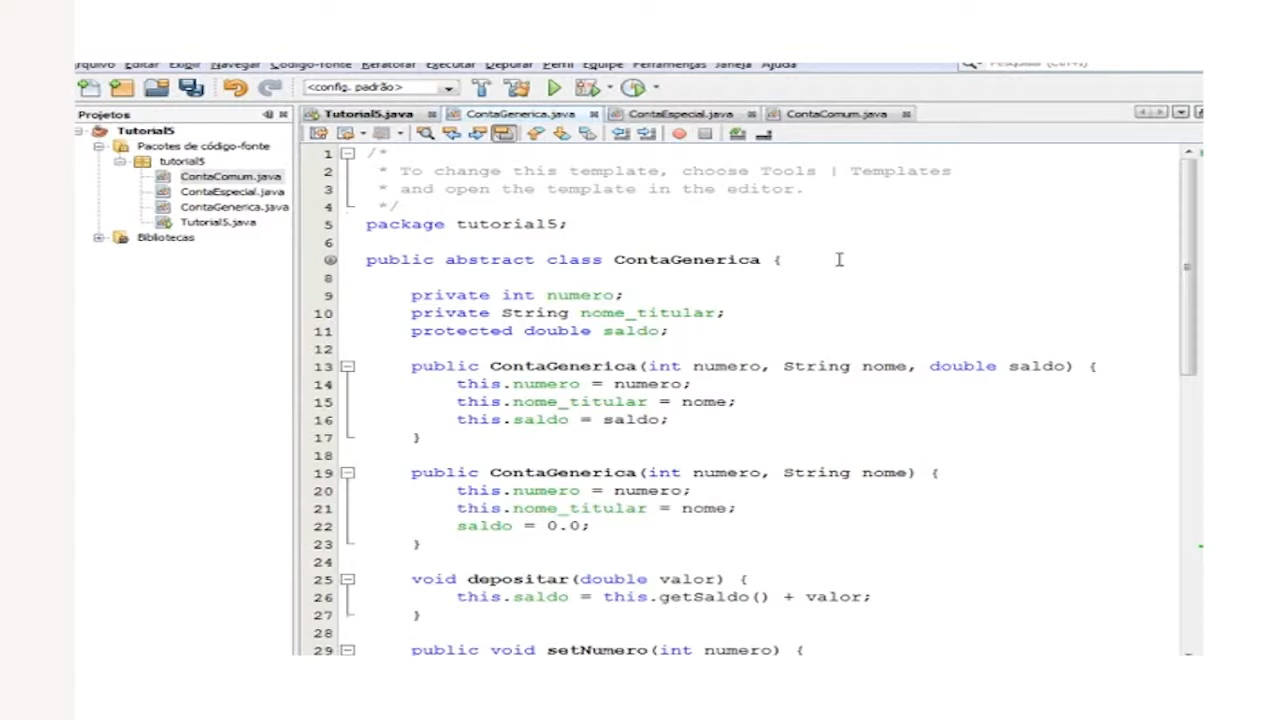 Arquivo Editar Exibir Navegar Código-fonte Refatorar Executar Depurar Perfil Equipe Ferramentas Janela Ajuda
Pesquisar (Ctrl+I)
<config. padrão>
Projetos
Tutorial5
Pacotes de código-fonte
tutorial5
ContaComum.java
ContaEspecial.java
ContaGenerica.java
Tutorial5.java
Bibliotecas
Tutorial5.java ContaGenerica.java ContaEspecial.java ContaComum.java
1 /*
2 * To change this template, choose Tools | Templates
3 * and open the template in the editor.
4 */
5 package tutorial5;
6
public abstract class ContaGenerica {
8
9 private int numero;
10 private String nome_titular;
11 protected double saldo;
12
13 public ContaGenerica(int numero, String nome, double saldo) {
14 this.numero = numero;
15 this.nome_titular = nome;
16 this.saldo = saldo;
17 }
18
19 public ContaGenerica(int numero, String nome) {
20 this.numero = numero;
21 this.nome_titular = nome;
22 saldo = 0.0;
23 }
24
25 void depositar(double valor) {
26 this.saldo = this.getSaldo() + valor;
27 }
28
29 public void setNumero(int numero) {